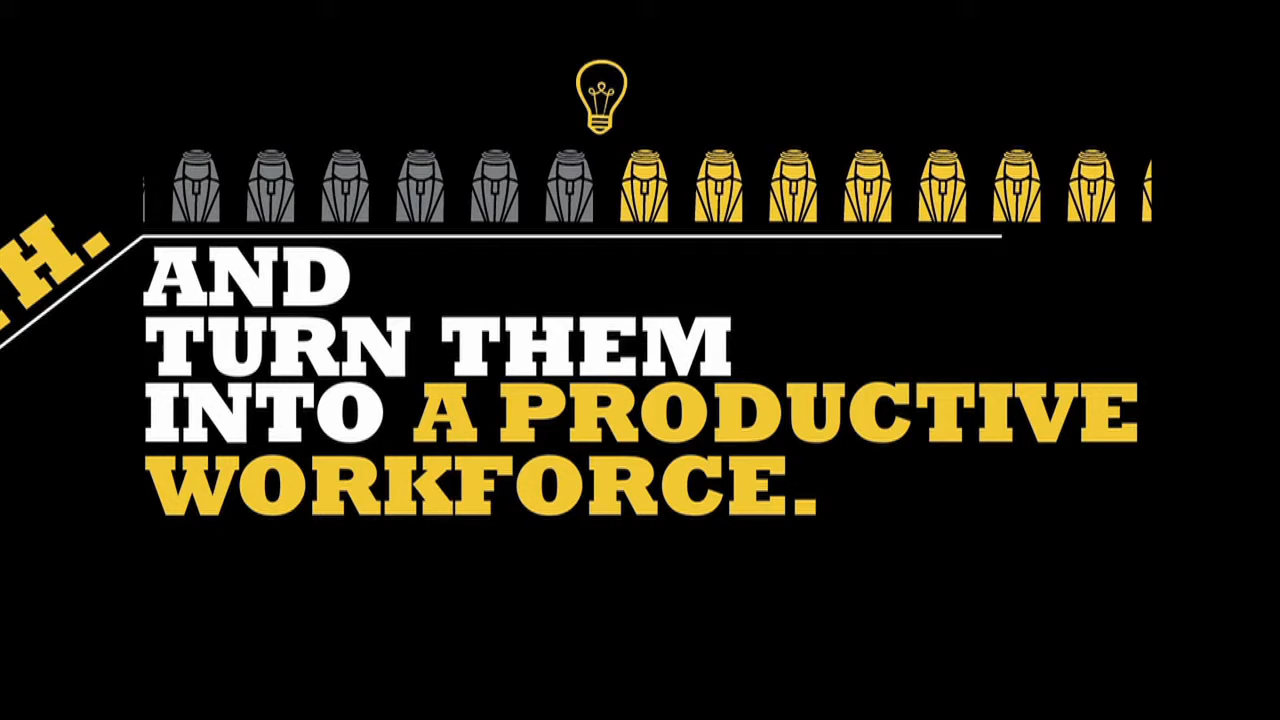 H.
AND
TURN THEM
INTO A PRODUCTIVE
WORKFORCE.